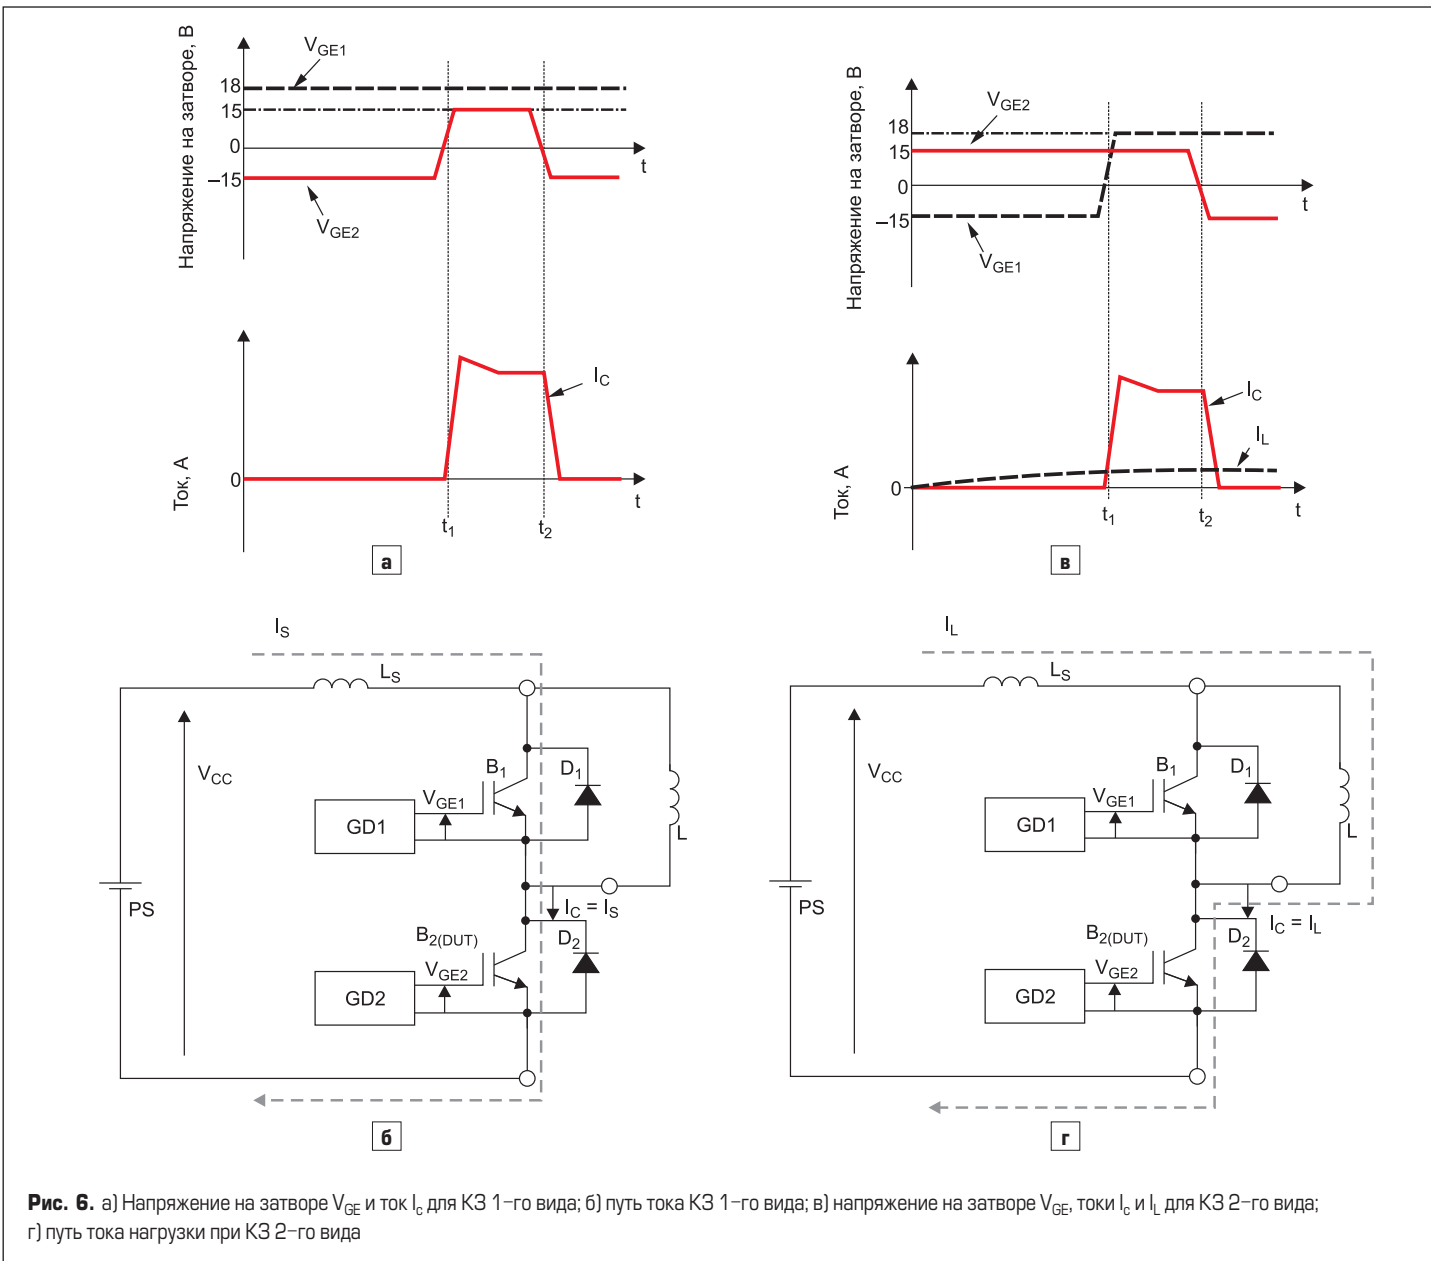 Напряжение на затворе, В
V_GE1
18
15
0
–15
t
V_GE2
Ток, А
0
I_C
t
t_1
t_2
а
Напряжение на затворе, В
V_GE2
18
15
0
–15
t
V_GE1
Ток, А
I_C
I_L
0
t
t_1
t_2
в
I_S
L_S
V_CC
B_1
D_1
V_GE1
GD1
L
PS
I_C = I_S
B_2(DUT)
D_2
V_GE2
GD2
б
I_L
L_S
V_CC
B_1
D_1
V_GE1
GD1
L
PS
I_C = I_L
B_2(DUT)
D_2
V_GE2
GD2
г
Рис. 6. а) Напряжение на затворе V_GE и ток I_c для КЗ 1–го вида; б) путь тока КЗ 1–го вида; в) напряжение на затворе V_GE, токи I_c и I_L для КЗ 2–го вида;
г) путь тока нагрузки при КЗ 2–го вида